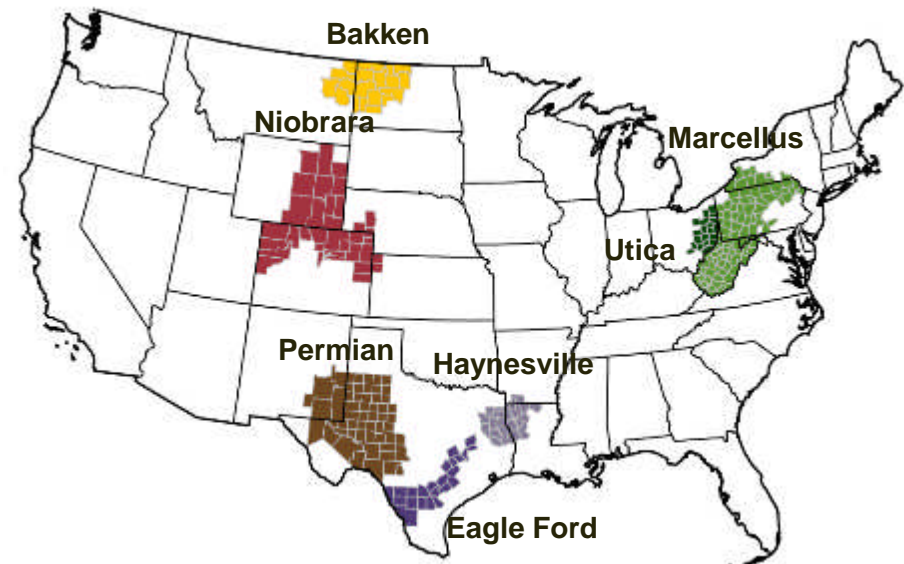 Bakken
Niobrara
Marcellus
Utica
Permian
Haynesville
Eagle Ford